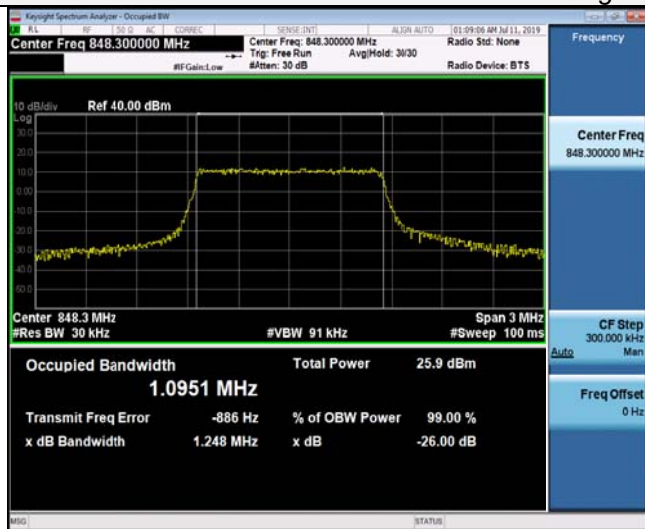 Keysight Spectrum Analyzer - Occupied BW
RL RF 50 Ω AC CORREC SENSE:INT ALIGN AUTO 01:09:06 AM Jul 11, 2019
Center Freq 848.300000 MHz
Center Freq: 848.300000 MHz
Radio Std: None
Trig: Free Run Avg|Hold: 30/30
#IFGain:Low
#Atten: 30 dB
Radio Device: BTS
Frequency
10 dB/div Ref 40.00 dBm
Log
30.0
20.0
10.0
0.00
-10.0
-20.0
-30.0
-40.0
-50.0
Center 848.3 MHz
Span 3 MHz
#Res BW 30 kHz
#VBW 91 kHz
#Sweep 100 ms
Occupied Bandwidth
1.0951 MHz
Total Power 25.9 dBm
Transmit Freq Error -886 Hz
% of OBW Power 99.00 %
x dB Bandwidth 1.248 MHz
x dB -26.00 dB
Center Freq
848.300000 MHz
CF Step
300.000 kHz
Auto Man
Freq Offset
0 Hz
MSG
STATUS